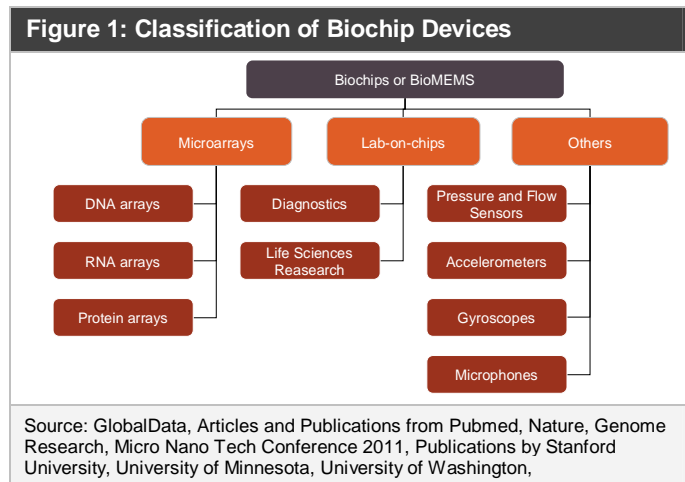 Figure 1: Classification of Biochip Devices
Biochips or BioMEMS
Microarrays
Lab-on-chips
Others
DNA arrays
Diagnostics
Pressure and Flow
Sensors
RNA arrays
Life Sciences
Reasearch
Accelerometers
Protein arrays
Gyroscopes
Microphones
Source: GlobalData, Articles and Publications from Pubmed, Nature, Genome
Research, Micro Nano Tech Conference 2011, Publications by Stanford
University, University of Minnesota, University of Washington,